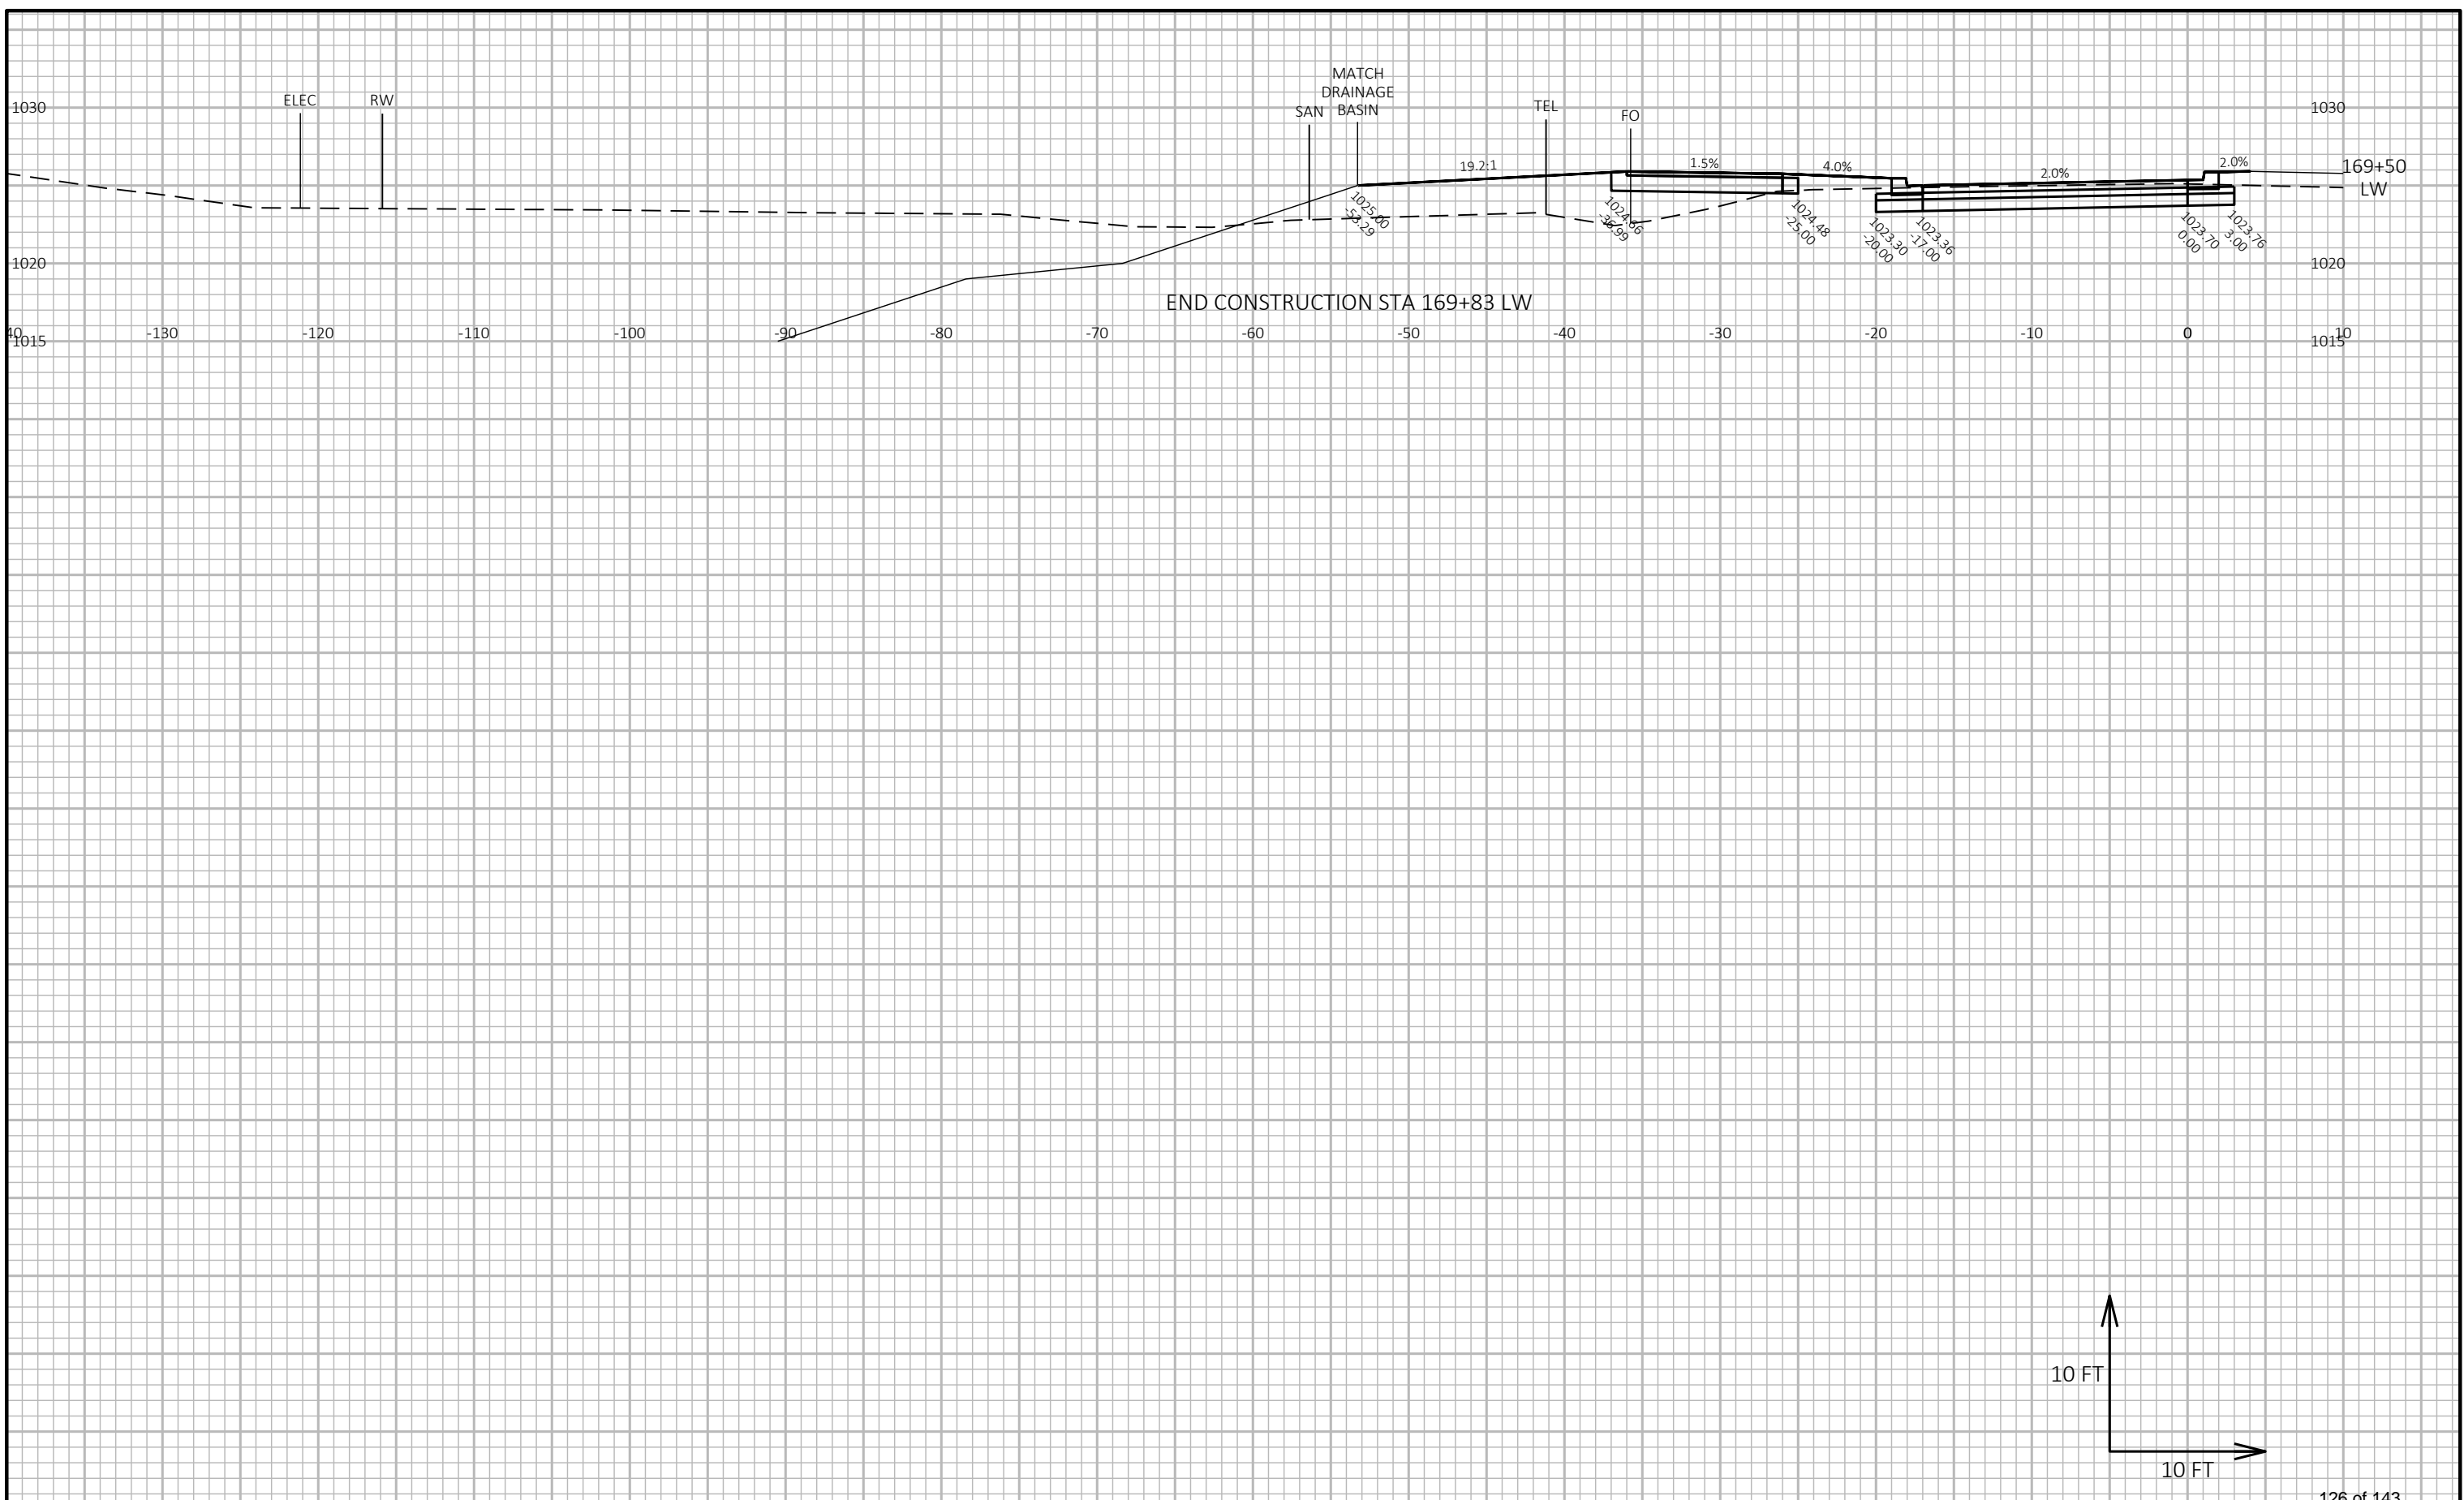 MATCH
DRAINAGE
BASIN
1030
ELEC
RW
SAN
TEL
FO
1030
19.2:1
1.5%
4.0%
2.0%
2.0%
169+50
LW
1025.00
-53.29
1024.66
-36.99
1024.48
-25.00
1023.30
-20.00
1023.36
-17.00
1023.70
0.00
1023.76
3.00
1020
1020
END CONSTRUCTION STA 169+83 LW
40 -130 -120 -110 -100 -90 -80 -70 -60 -50 -40 -30 -20 -10 0 10
1015
1015
10 FT
10 FT
126 of 143